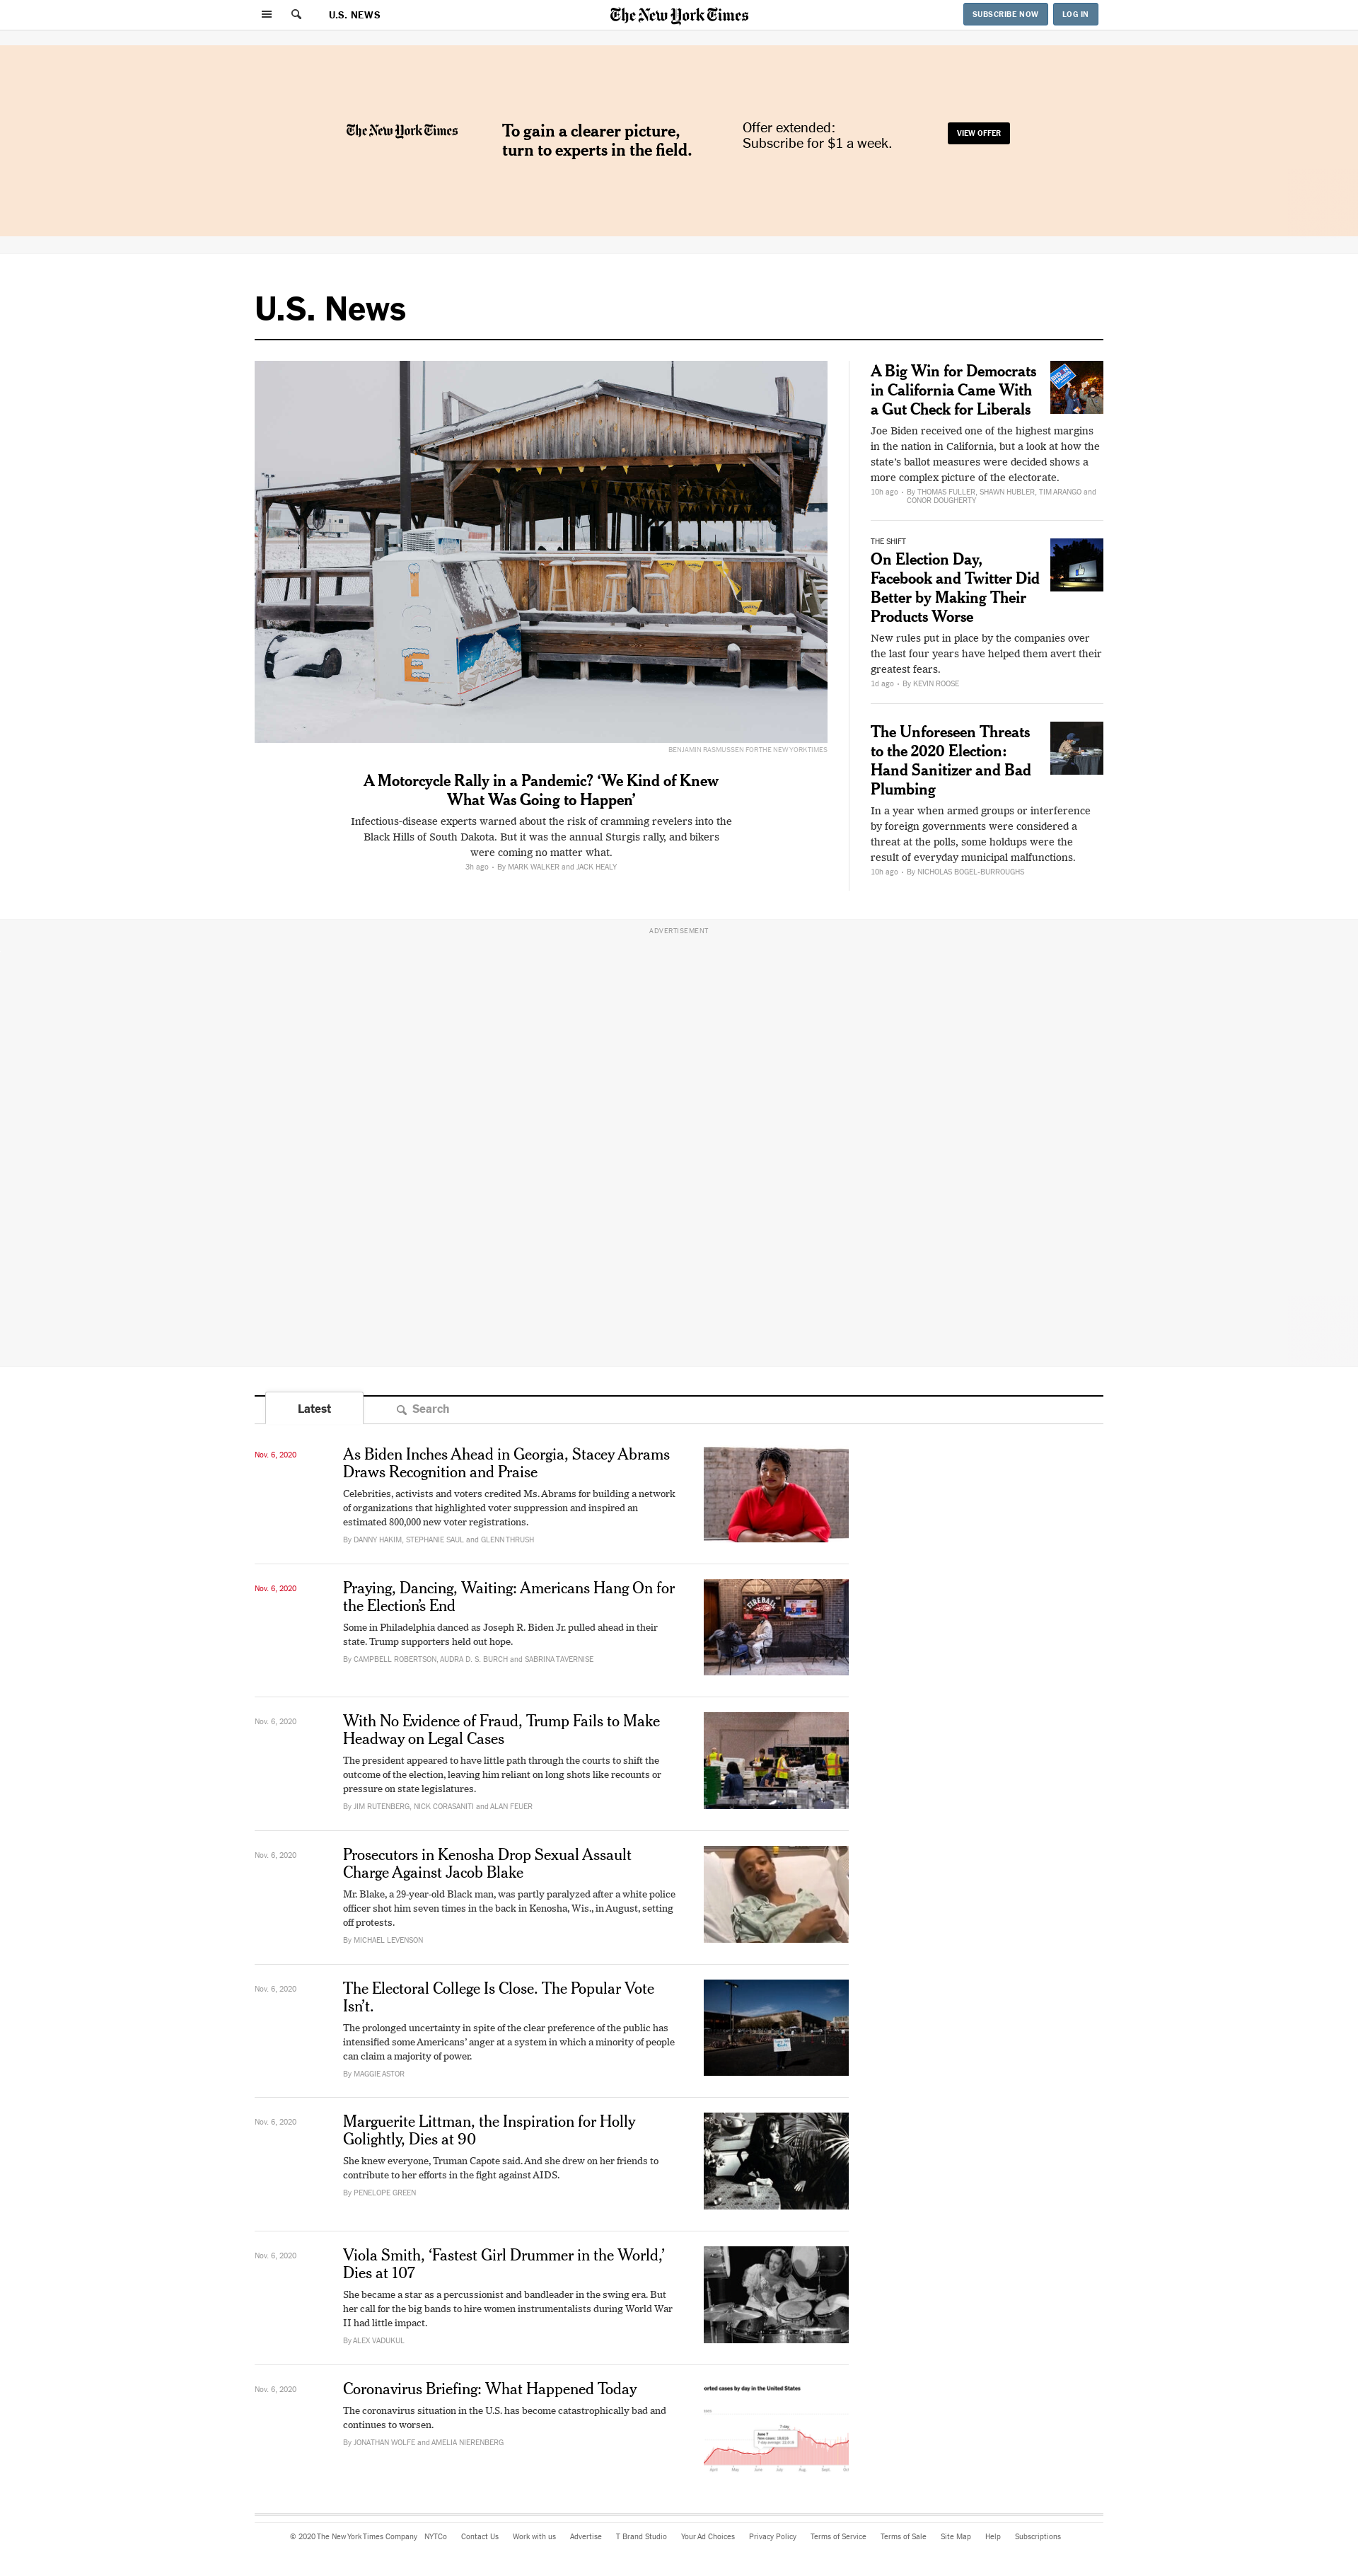 U.S. NEWS
The New York Times
SUBSCRIBE NOW
LOG IN
The New York Times
To gain a clearer picture,
turn to experts in the field.
Offer extended:
Subscribe for $1 a week.
VIEW OFFER
U.S. News
BENJAMIN RASMUSSEN FOR THE NEW YORK TIMES
A Motorcycle Rally in a Pandemic? ‘We Kind of Knew
What Was Going to Happen’
Infectious-disease experts warned about the risk of cramming revelers into the
Black Hills of South Dakota. But it was the annual Sturgis rally, and bikers
were coming no matter what.
3h ago • By MARK WALKER and JACK HEALY
A Big Win for Democrats
in California Came With
a Gut Check for Liberals
Joe Biden received one of the highest margins
in the nation in California, but a look at how the
state’s ballot measures were decided shows a
more complex picture of the electorate.
10h ago • By THOMAS FULLER, SHAWN HUBLER, TIM ARANGO and
CONOR DOUGHERTY
THE SHIFT
On Election Day,
Facebook and Twitter Did
Better by Making Their
Products Worse
New rules put in place by the companies over
the last four years have helped them avert their
greatest fears.
1d ago • By KEVIN ROOSE
The Unforeseen Threats
to the 2020 Election:
Hand Sanitizer and Bad
Plumbing
In a year when armed groups or interference
by foreign governments were considered a
threat at the polls, some holdups were the
result of everyday municipal malfunctions.
10h ago • By NICHOLAS BOGEL-BURROUGHS
ADVERTISEMENT
Latest
Search
Nov. 6, 2020
As Biden Inches Ahead in Georgia, Stacey Abrams
Draws Recognition and Praise
Celebrities, activists and voters credited Ms. Abrams for building a network
of organizations that highlighted voter suppression and inspired an
estimated 800,000 new voter registrations.
By DANNY HAKIM, STEPHANIE SAUL and GLENN THRUSH
Nov. 6, 2020
Praying, Dancing, Waiting: Americans Hang On for
the Election’s End
Some in Philadelphia danced as Joseph R. Biden Jr. pulled ahead in their
state. Trump supporters held out hope.
By CAMPBELL ROBERTSON, AUDRA D. S. BURCH and SABRINA TAVERNISE
FIREBALL
Nov. 6, 2020
With No Evidence of Fraud, Trump Fails to Make
Headway on Legal Cases
The president appeared to have little path through the courts to shift the
outcome of the election, leaving him reliant on long shots like recounts or
pressure on state legislatures.
By JIM RUTENBERG, NICK CORASANITI and ALAN FEUER
Nov. 6, 2020
Prosecutors in Kenosha Drop Sexual Assault
Charge Against Jacob Blake
Mr. Blake, a 29-year-old Black man, was partly paralyzed after a white police
officer shot him seven times in the back in Kenosha, Wis., in August, setting
off protests.
By MICHAEL LEVENSON
Nov. 6, 2020
The Electoral College Is Close. The Popular Vote
Isn’t.
The prolonged uncertainty in spite of the clear preference of the public has
intensified some Americans’ anger at a system in which a minority of people
can claim a majority of power.
By MAGGIE ASTOR
Nov. 6, 2020
Marguerite Littman, the Inspiration for Holly
Golightly, Dies at 90
She knew everyone, Truman Capote said. And she drew on her friends to
contribute to her efforts in the fight against AIDS.
By PENELOPE GREEN
Nov. 6, 2020
Viola Smith, ‘Fastest Girl Drummer in the World,’
Dies at 107
She became a star as a percussionist and bandleader in the swing era. But
her call for the big bands to hire women instrumentalists during World War
II had little impact.
By ALEX VADUKUL
Nov. 6, 2020
Coronavirus Briefing: What Happened Today
The coronavirus situation in the U.S. has become catastrophically bad and
continues to worsen.
By JONATHAN WOLFE and AMELIA NIERENBERG
orted cases by day in the United States
© 2020 The New York Times Company NYTCo Contact Us Work with us Advertise T Brand Studio Your Ad Choices Privacy Policy Terms of Service Terms of Sale Site Map Help Subscriptions